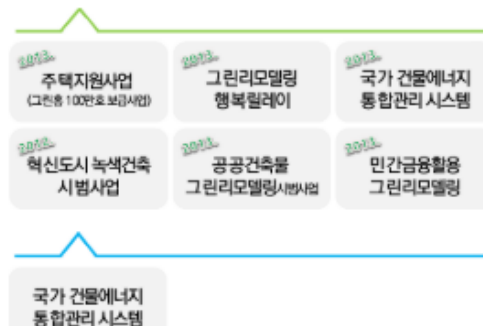 2013.
주택지원사업
(그린홈 100만호 보급사업)
2013.
그린리모델링
행복릴레이
2013.
국가 건물에너지
통합관리 시스템
혁신도시 녹색건축
시범사업
2013.
공공건축물
그린리모델링시범사업
민간금융활용
그린리모델링
국가 건물에너지
통합관리 시스템